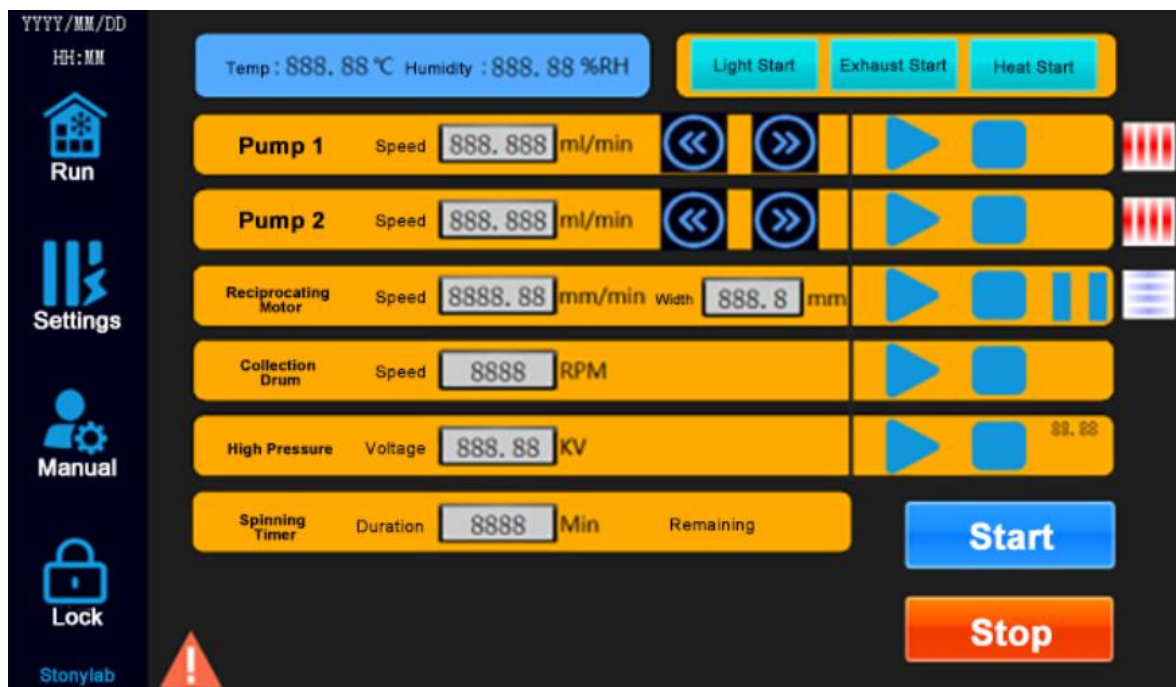 YYYY/MM/DD
HH:MM
Temp : 888. 88 ℃ Humidity : 888. 88 %RH
Light Start
Exhaust Start
Heat Start
Run
Pump 1 Speed 888. 888 ml/min
Pump 2 Speed 888. 888 ml/min
Settings
Reciprocating
Motor
Speed 8888. 88 mm/min Width 888. 8 mm
Collection
Drum
Speed 8888 RPM
Manual
High Pressure Voltage 888. 88 KV
88. 88
Spinning
Timer
Duration 8888 Min Remaining
Start
Lock
Stop
Stonylab